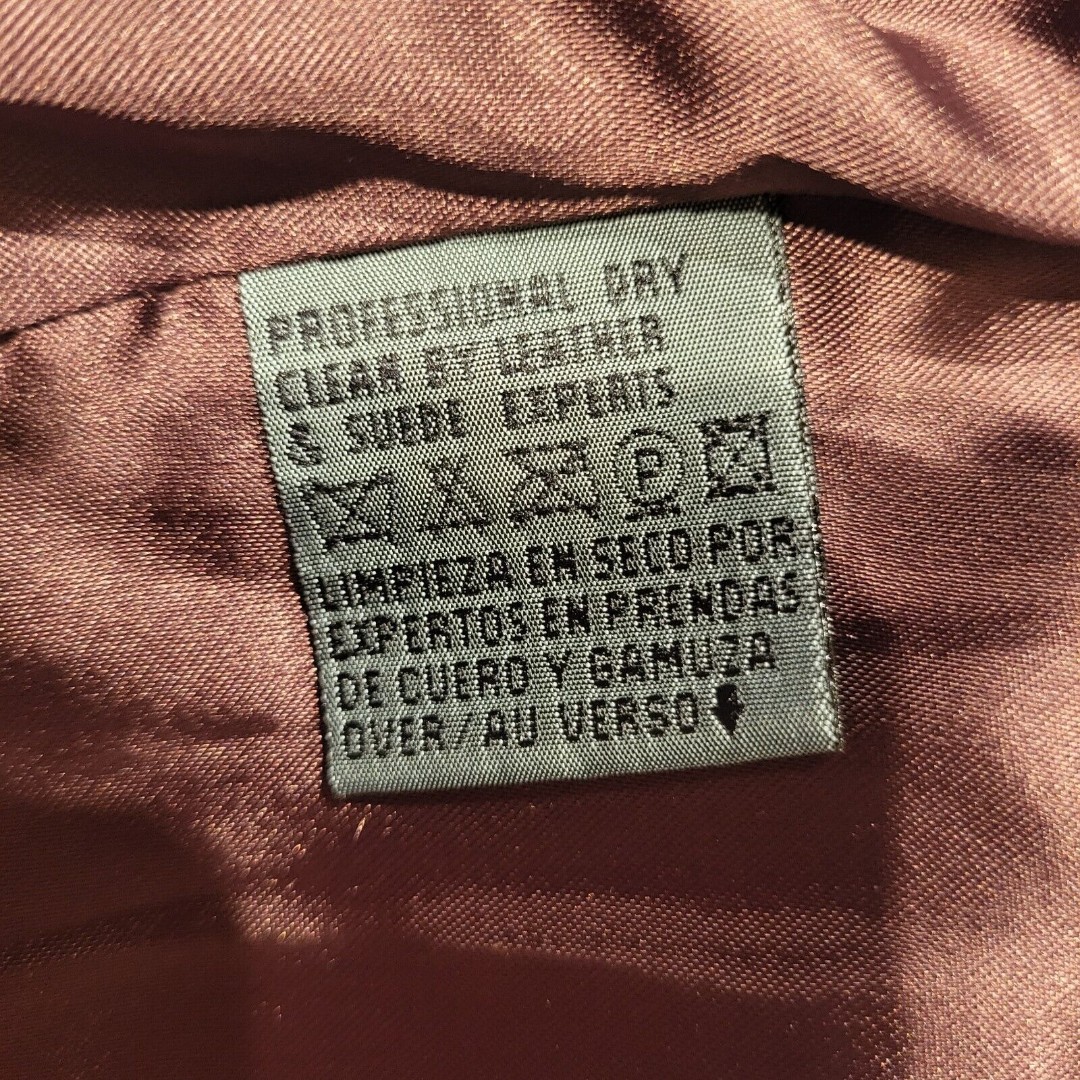 PROFESSIONAL DRY
CLEAN BY LEATHER
& SUEDE EXPERTS
P
LIMPIEZA EN SECO POR
EXPERTOS EN PRENDAS
DE CUERO Y GAMUZA
OVER/AU VERSO